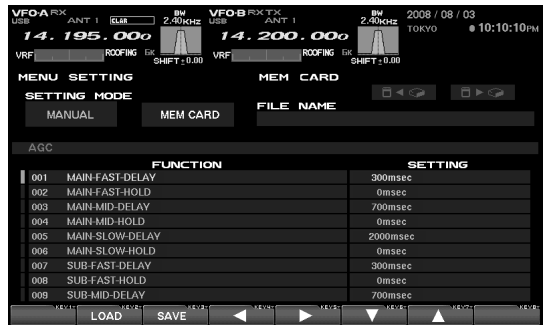 VFO-A RX VFO-B RX TX 2008 / 08 / 03
USB ANT 1 CLAR BW 2.40KHZ USB ANT 1 BW 2.40KHZ TOKYO 10:10:10PM
14. 195. 000 14. 200. 000
VRF ROOFING 6K SHIFT± 0.00 VRF ROOFING 6K SHIFT± 0.00
MENU SETTING MEM CARD
SETTING MODE
MANUAL MEM CARD FILE NAME
AGC
FUNCTION SETTING
001 MAIN-FAST-DELAY 300msec
002 MAIN-FAST-HOLD 0msec
003 MAIN-MID-DELAY 700msec
004 MAIN-MID-HOLD 0msec
005 MAIN-SLOW-DELAY 2000msec
006 MAIN-SLOW-HOLD 0msec
007 SUB-FAST-DELAY 300msec
008 SUB-FAST-HOLD 0msec
009 SUB-MID-DELAY 700msec
LOAD SAVE